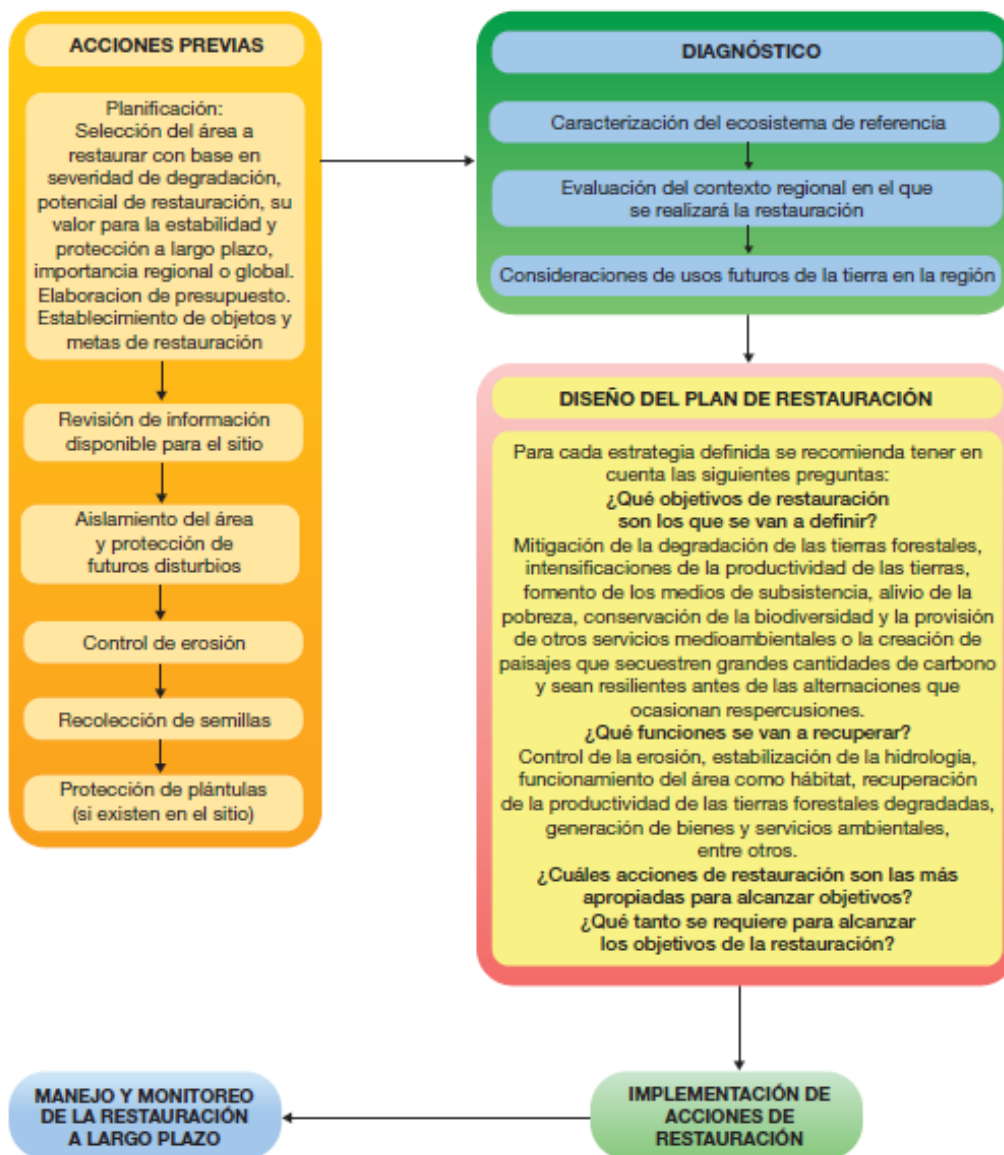 ACCIONES PREVIAS
Planificación:
Selección del área a
restaurar con base en
severidad de degradación,
potencial de restauración, su
valor para la estabilidad y
protección a largo plazo,
importancia regional o global.
Elaboracion de presupuesto.
Establecimiento de objetos y
metas de restauración
Revisión de información
disponible para el sitio
Aislamiento del área
y protección de
futuros disturbios
Control de erosión
Recolección de semillas
Protección de plántulas
(si existen en el sitio)
DIAGNÓSTICO
Caracterización del ecosistema de referencia
Evaluación del contexto regional en el que
se realizará la restauración
Consideraciones de usos futuros de la tierra en la región
DISEÑO DEL PLAN DE RESTAURACIÓN
Para cada estrategia definida se recomienda tener en
cuenta las siguientes preguntas:
¿Qué objetivos de restauración
son los que se van a definir?
Mitigación de la degradación de las tierras forestales,
intensificaciones de la productividad de las tierras,
fomento de los medios de subsistencia, alivio de la
pobreza, conservación de la biodiversidad y la provisión
de otros servicios medioambientales o la creación de
paisajes que secuestren grandes cantidades de carbono
y sean resilientes antes de las alternaciones que
ocasionan respercusiones.
¿Qué funciones se van a recuperar?
Control de la erosión, estabilización de la hidrología,
funcionamiento del área como hábitat, recuperación
de la productividad de las tierras forestales degradadas,
generación de bienes y servicios ambientales,
entre otros.
¿Cuáles acciones de restauración son las más
apropiadas para alcanzar objetivos?
¿Qué tanto se requiere para alcanzar
los objetivos de la restauración?
IMPLEMENTACIÓN DE
ACCIONES DE
RESTAURACIÓN
MANEJO Y MONITOREO
DE LA RESTAURACIÓN
A LARGO PLAZO